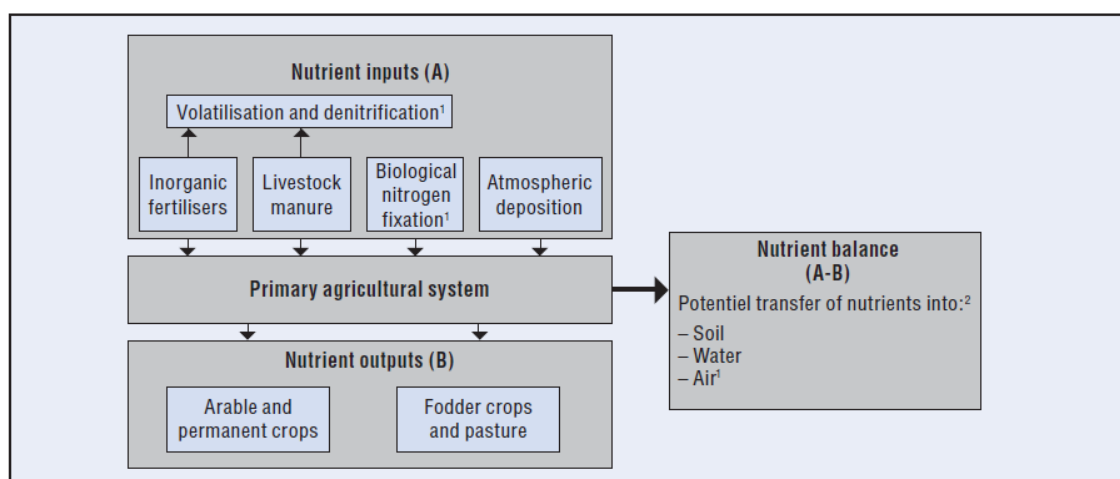 Nutrient inputs (A)
Volatilisation and denitrification¹
Inorganic
fertilisers
Livestock
manure
Biological
nitrogen
fixation¹
Atmospheric
deposition
Primary agricultural system
Nutrient outputs (B)
Arable and
permanent crops
Fodder crops
and pasture
Nutrient balance
(A-B)
Potentiel transfer of nutrients into:²
– Soil
– Water
– Air¹